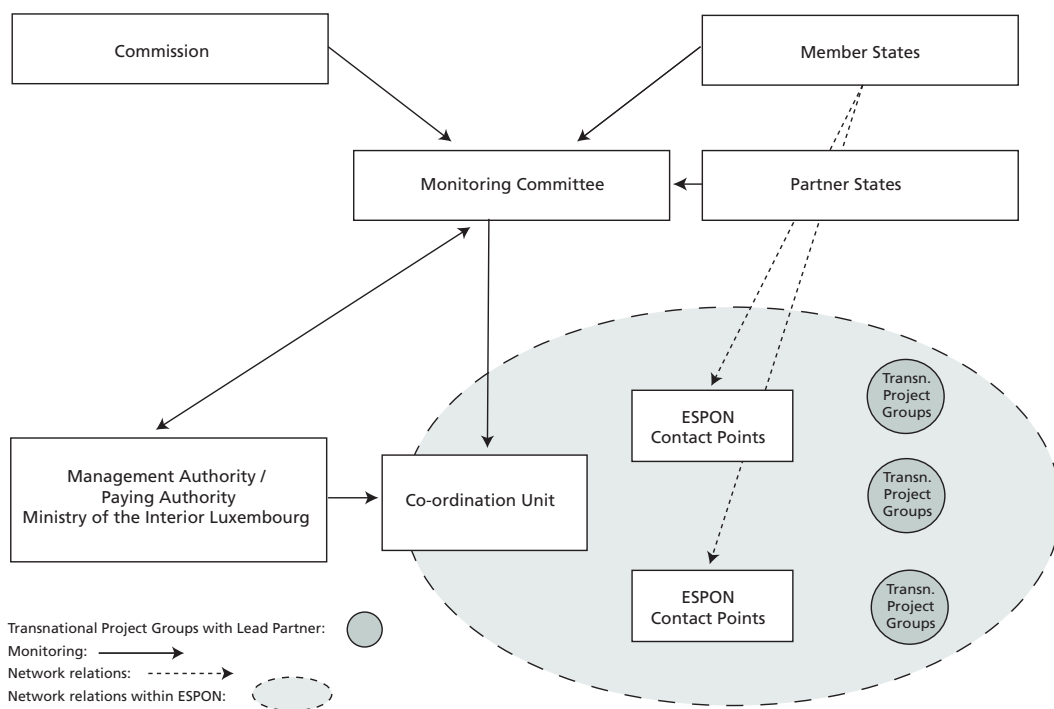 Commission
Member States
Monitoring Committee
Partner States
Transn.
Project
Groups
ESPON
Contact Points
Management Authority /
Paying Authority
Ministry of the Interior Luxembourg
Co-ordination Unit
Transn.
Project
Groups
ESPON
Contact Points
Transn.
Project
Groups
Transnational Project Groups with Lead Partner:
Monitoring:
Network relations:
Network relations within ESPON: